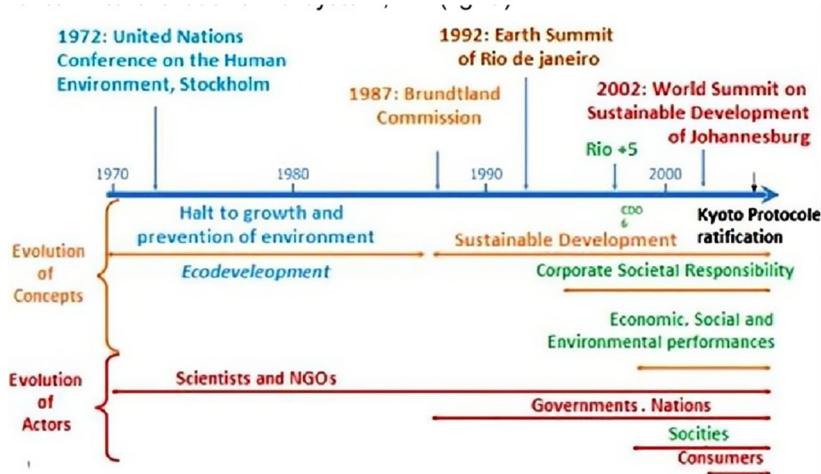 1972: United Nations
Conference on the Human
Environment, Stockholm
1992: Earth Summit
of Rio de janeiro
1987: Brundtland
Commission
2002: World Summit on
Sustainable Development
of Johannesburg
Rio +5
1970
1980
1990
2000
Halt to growth and
prevention of environment
CDO
Kyoto Protocole
ratification
Sustainable Development
Evolution
of
Concepts
Ecodeveleopment
Corporate Societal Responsibility
Economic, Social and
Environmental performances
Evolution
of
Actors
Scientists and NGOs
Governments . Nations
Socities
Consumers